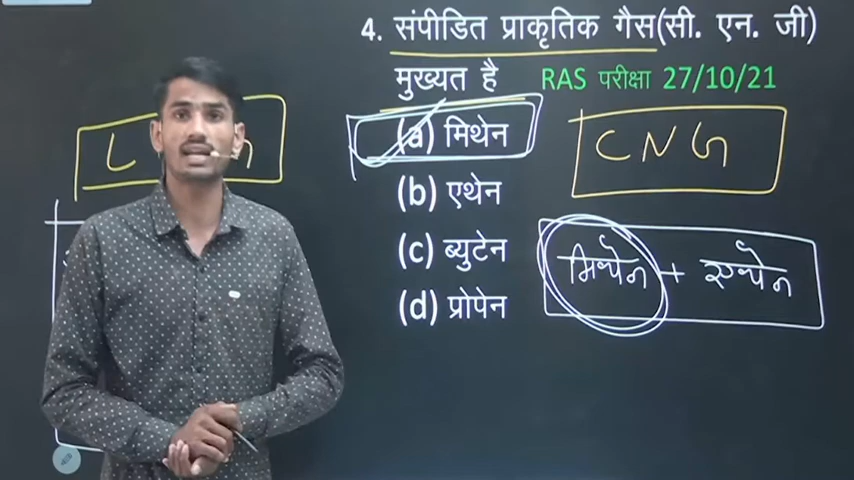 4. संपीडित प्राकृतिक गैस(सी. एन. जी)
मुख्यत है RAS परीक्षा 27/10/21
(a) मिथेन
(b) एथेन
(c) ब्युटेन
(d) प्रोपेन
CNG
मिथेन + एथेन